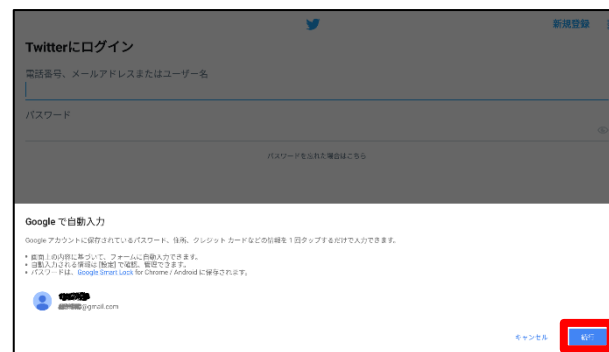 新規登録
Twitterにログイン
電話番号、メールアドレスまたはユーザー名
パスワード
パスワードを忘れた場合はこちら
Google で自動入力
Google アカウントに保存されているパスワード、住所、クレジット カードなどの情報を 1 回タップするだけで入力できます。
• 画面上の内容に基づいて、フォームに自動入力できます。
• 自動入力される情報は [設定] で確認、管理できます。
• パスワードは、Google Smart Lock for Chrome / Android に保存されます。
@gmail.com
キャンセル
続行